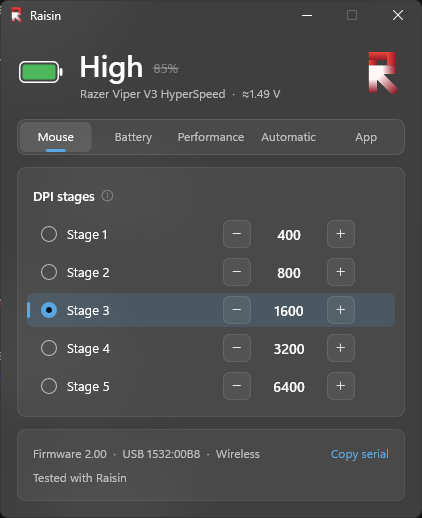 Raisin
High 85%
Razer Viper V3 HyperSpeed · ≈1.49 V
Mouse Battery Performance Automatic App
DPI stages
Stage 1 − 400 +
Stage 2 − 800 +
Stage 3 − 1600 +
Stage 4 − 3200 +
Stage 5 − 6400 +
Firmware 2.00 · USB 1532:00B8 · Wireless Copy serial
Tested with Raisin